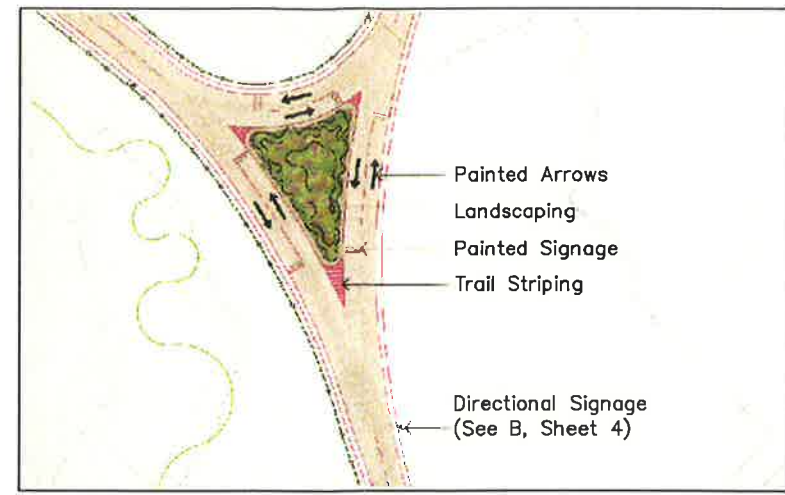 Painted Arrows
Landscaping
Painted Signage
Trail Striping
Directional Signage
(See B, Sheet 4)